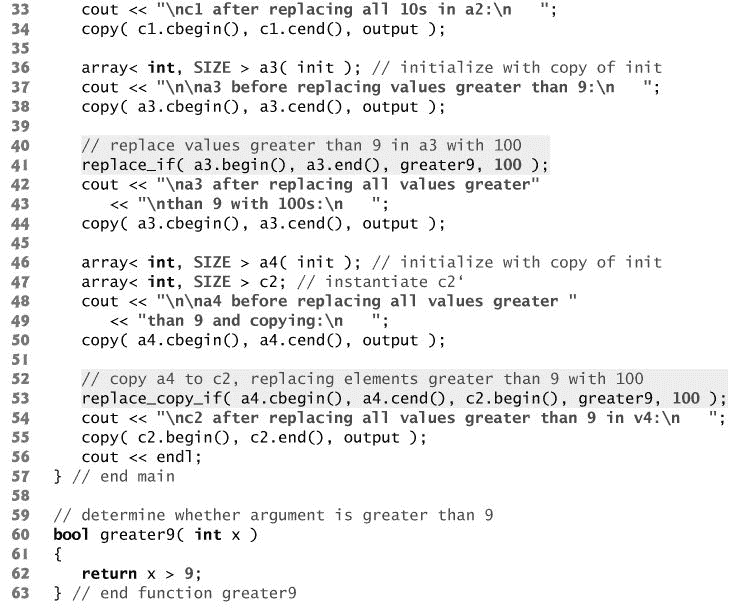 33 cout << "\nc1 after replacing all 10s in a2:\n   ";
34 copy( c1.cbegin(), c1.cend(), output );
35
36 array< int, SIZE > a3( init ); // initialize with copy of init
37 cout << "\n\na3 before replacing values greater than 9:\n   ";
38 copy( a3.cbegin(), a3.cend(), output );
39
40 // replace values greater than 9 in a3 with 100
41 replace_if( a3.begin(), a3.end(), greater9, 100 );
42 cout << "\na3 after replacing all values greater"
43    << "\nthan 9 with 100s:\n   ";
44 copy( a3.cbegin(), a3.cend(), output );
45
46 array< int, SIZE > a4( init ); // initialize with copy of init
47 array< int, SIZE > c2; // instantiate c2‘
48 cout << "\n\na4 before replacing all values greater "
49    << "than 9 and copying:\n   ";
50 copy( a4.cbegin(), a4.cend(), output );
51
52 // copy a4 to c2, replacing elements greater than 9 with 100
53 replace_copy_if( a4.cbegin(), a4.cend(), c2.begin(), greater9, 100 );
54 cout << "\nc2 after replacing all values greater than 9 in v4:\n   ";
55 copy( c2.begin(), c2.end(), output );
56 cout << endl;
57 } // end main
58
59 // determine whether argument is greater than 9
60 bool greater9( int x )
61 {
62    return x > 9;
63 } // end function greater9